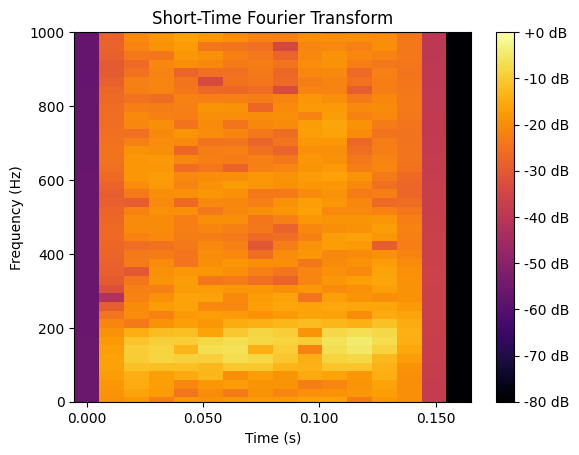 Short-Time Fourier Transform
1000
800
600
400
200
0
Frequency (Hz)
0.000
0.050
0.100
0.150
Time (s)
+0 dB
-10 dB
-20 dB
-30 dB
-40 dB
-50 dB
-60 dB
-70 dB
-80 dB